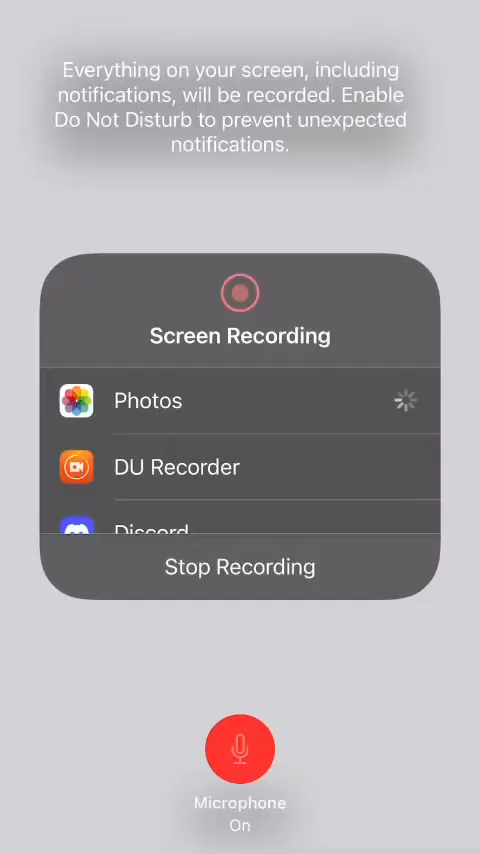 Everything on your screen, including
notifications, will be recorded. Enable
Do Not Disturb to prevent unexpected
notifications.
Screen Recording
Photos
DU Recorder
Discord
Stop Recording
Microphone
On